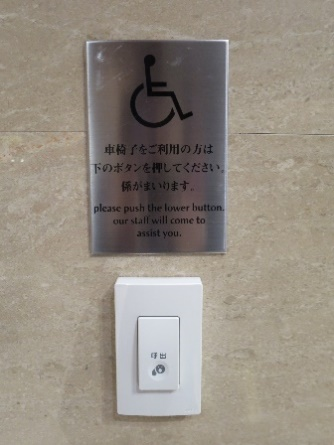 車椅子をご利用の方は
下のボタンを押してください。
係がまいります。
please push the lower button.
our staff will come to
assist you.
呼出